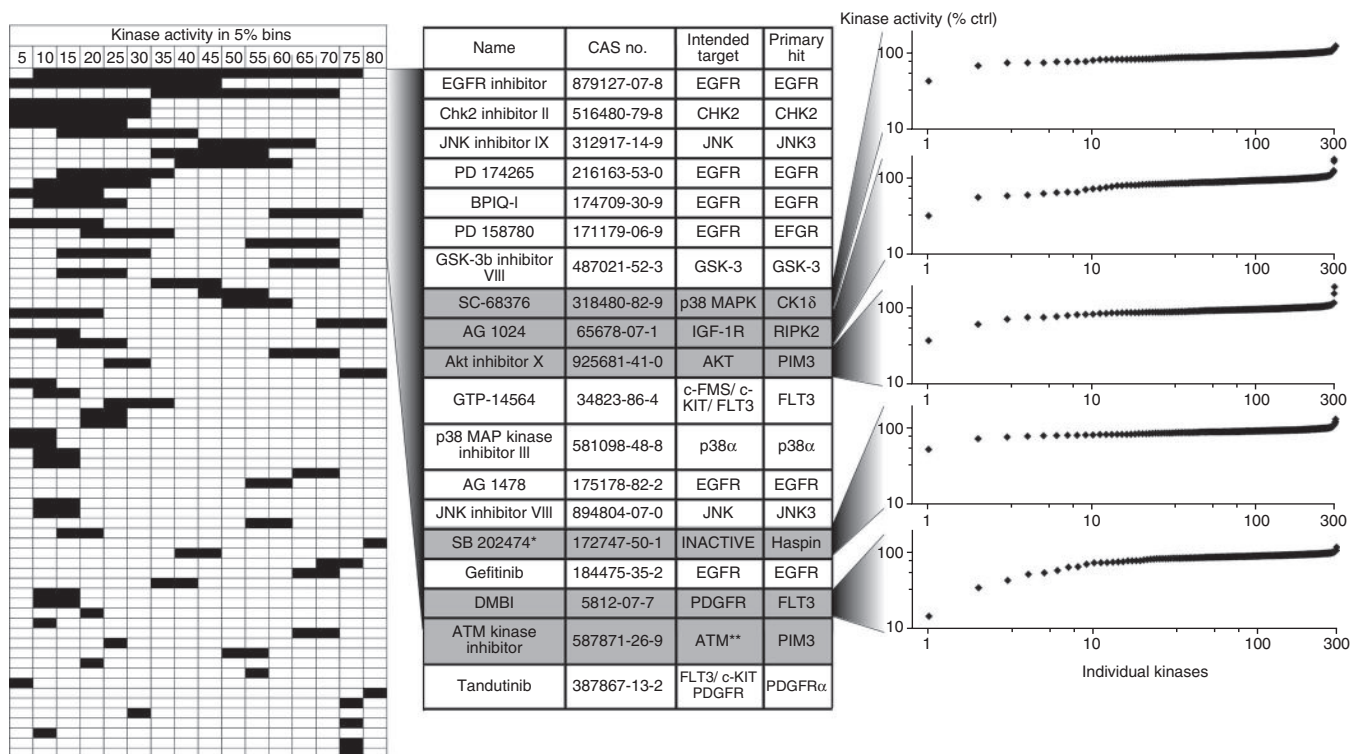 Kinase activity in 5% bins
5 10 15 20 25 30 35 40 45 50 55 60 65 70 75 80
Name CAS no. Intended target Primary hit
EGFR inhibitor 879127-07-8 EGFR EGFR
Chk2 inhibitor II 516480-79-8 CHK2 CHK2
JNK inhibitor IX 312917-14-9 JNK JNK3
PD 174265 216163-53-0 EGFR EGFR
BPIQ-I 174709-30-9 EGFR EGFR
PD 158780 171179-06-9 EGFR EFGR
GSK-3b inhibitor VIII 487021-52-3 GSK-3 GSK-3
SC-68376 318480-82-9 p38 MAPK CK1δ
AG 1024 65678-07-1 IGF-1R RIPK2
Akt inhibitor X 925681-41-0 AKT PIM3
GTP-14564 34823-86-4 c-FMS/ c-KIT/ FLT3 FLT3
p38 MAP kinase inhibitor III 581098-48-8 p38α p38α
AG 1478 175178-82-2 EGFR EGFR
JNK inhibitor VIII 894804-07-0 JNK JNK3
SB 202474* 172747-50-1 INACTIVE Haspin
Gefitinib 184475-35-2 EGFR EGFR
DMBI 5812-07-7 PDGFR FLT3
ATM kinase inhibitor 587871-26-9 ATM** PIM3
Tandutinib 387867-13-2 FLT3/ c-KIT PDGFR PDGFRα
Kinase activity (% ctrl)
100
10
1 10 100 300
100
10
1 10 100 300
100
10
1 10 100 300
100
10
1 10 100 300
100
10
1 10 100 300
Individual kinases